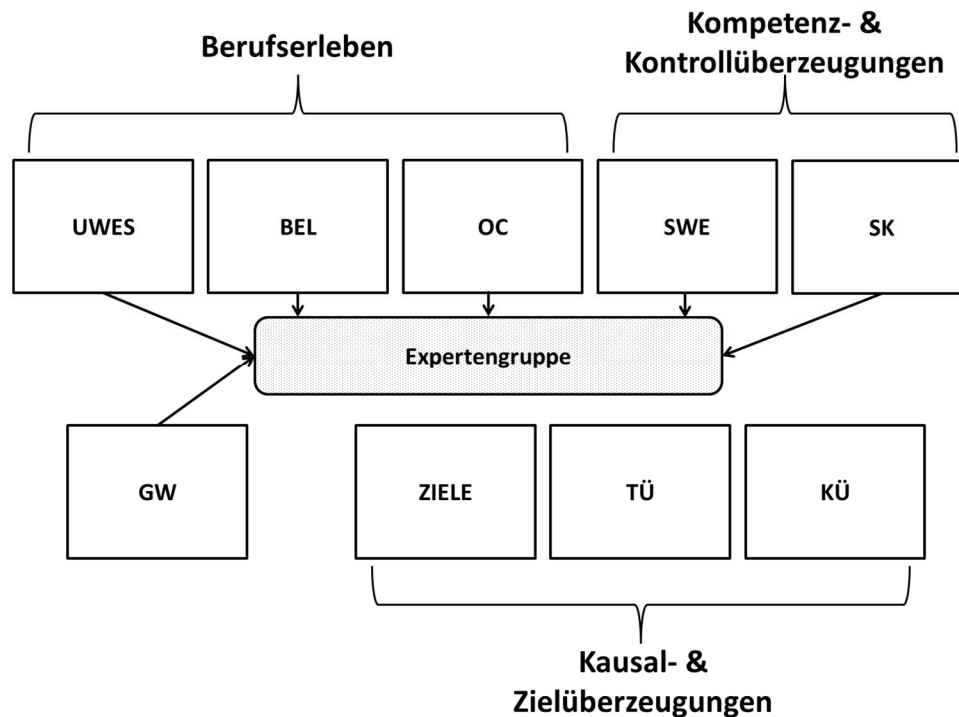 Berufserleben
Kompetenz- &
Kontrollüberzeugungen
UWES
BEL
OC
SWE
SK
Expertengruppe
GW
ZIELE
TÜ
KÜ
Kausal- &
Zielüberzeugungen